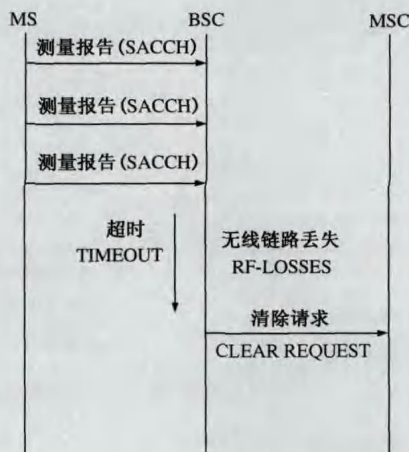 MS BSC MSC
测量报告(SACCH)
测量报告(SACCH)
测量报告(SACCH)
超时
TIMEOUT
无线链路丢失
RF-LOSSES
清除请求
CLEAR REQUEST